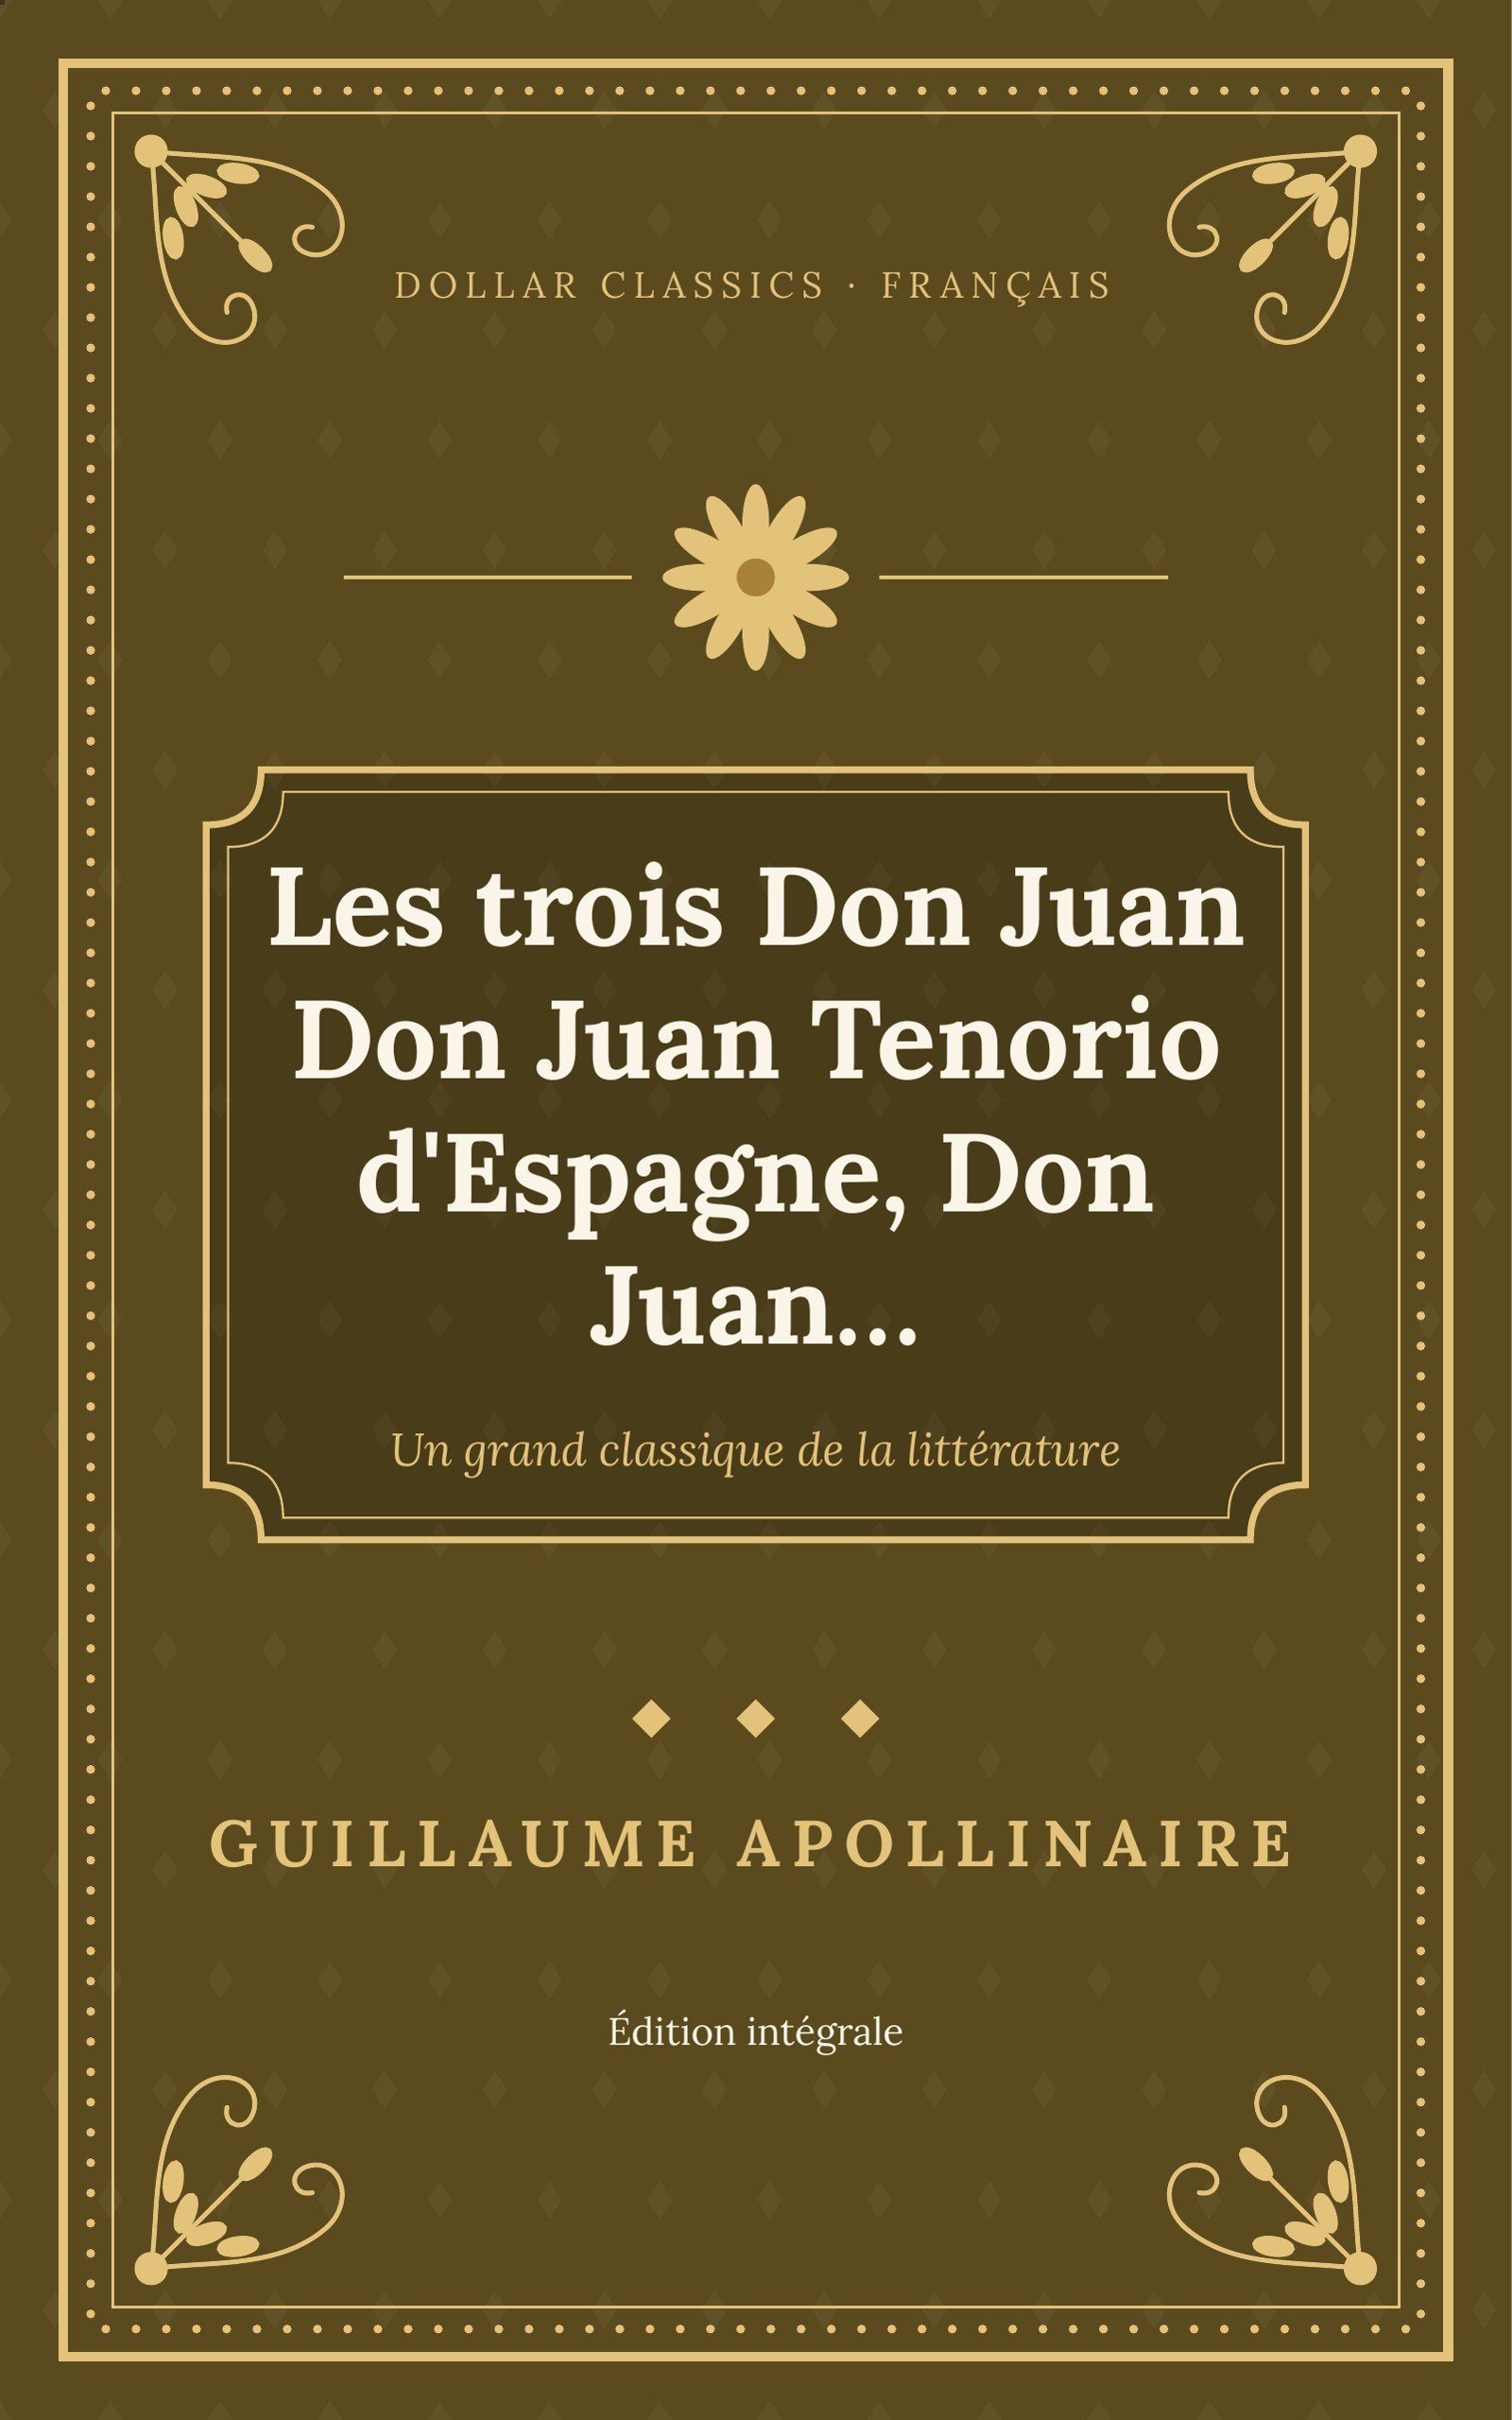 DOLLAR CLASSICS · FRANÇAIS
Les trois Don Juan
Don Juan Tenorio
d'Espagne, Don
Juan...
Un grand classique de la littérature
GUILLAUME APOLLINAIRE
Édition intégrale